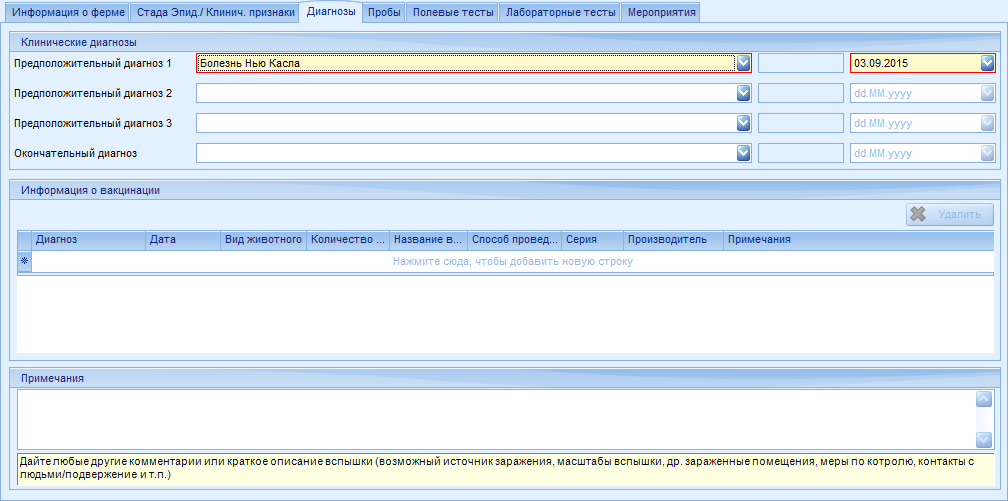 Информация о ферме Стада Эпид./ Клинич. признаки Диагнозы Пробы Полевые тесты Лабораторные тесты Мероприятия
Клинические диагнозы
Предположительный диагноз 1 Болезнь Нью Касла 03.09.2015
Предположительный диагноз 2 dd.MM.yyyy
Предположительный диагноз 3 dd.MM.yyyy
Окончательный диагноз dd.MM.yyyy
Информация о вакцинации
Удалить
Диагноз Дата Вид животного Количество ... Название в... Способ провед... Серия Производитель Примечания
Нажмите сюда, чтобы добавить новую строку
Примечания
Дайте любые другие комментарии или краткое описание вспышки (возможный источник заражения, масштабы вспышки, др. зараженные помещения, меры по котролю, контакты с
людьми/подвержение и т.п.)